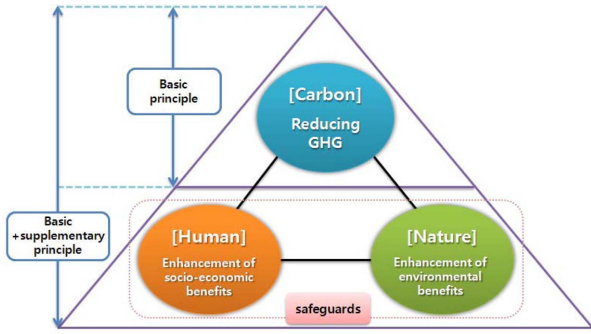 Basic
principle
[Carbon]
Reducing
GHG
Basic
+supplementary
principle
[Human]
Enhancement of
socio-economic
benefits
[Nature]
Enhancement of
environmental
benefits
safeguards